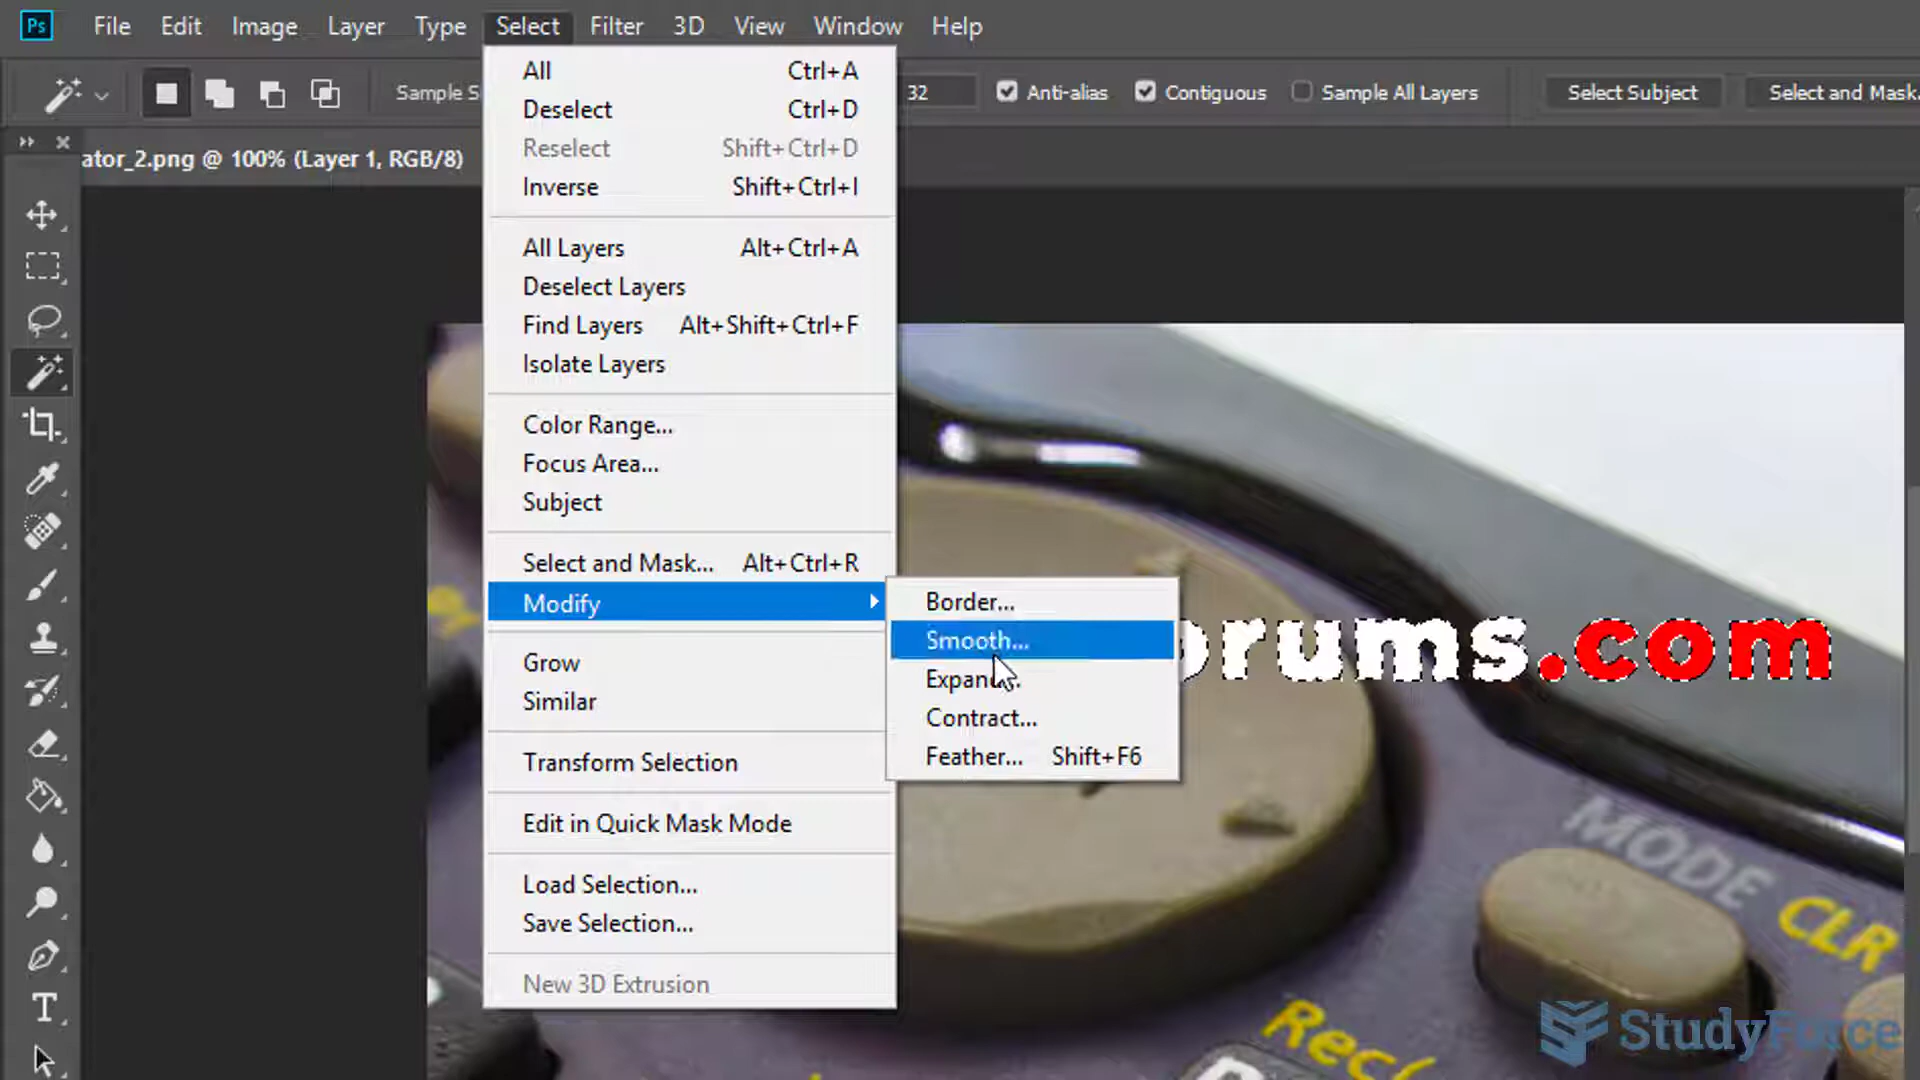 Ps File Edit Image Layer Type Select Filter 3D View Window Help
Sample S 32 Anti-alias Contiguous Sample All Layers Select Subject Select and Mask.
ator_2.png @ 100% (Layer 1, RGB/8)
All Ctrl+A
Deselect Ctrl+D
Reselect Shift+Ctrl+D
Inverse Shift+Ctrl+I
All Layers Alt+Ctrl+A
Deselect Layers
Find Layers Alt+Shift+Ctrl+F
Isolate Layers
Color Range...
Focus Area...
Subject
Select and Mask... Alt+Ctrl+R
Modify
Grow
Similar
Transform Selection
Edit in Quick Mask Mode
Load Selection...
Save Selection...
New 3D Extrusion
Border...
Smooth...
Expand...
Contract...
Feather... Shift+F6
orums.com
MODE CLR
Rec(
StudyForce